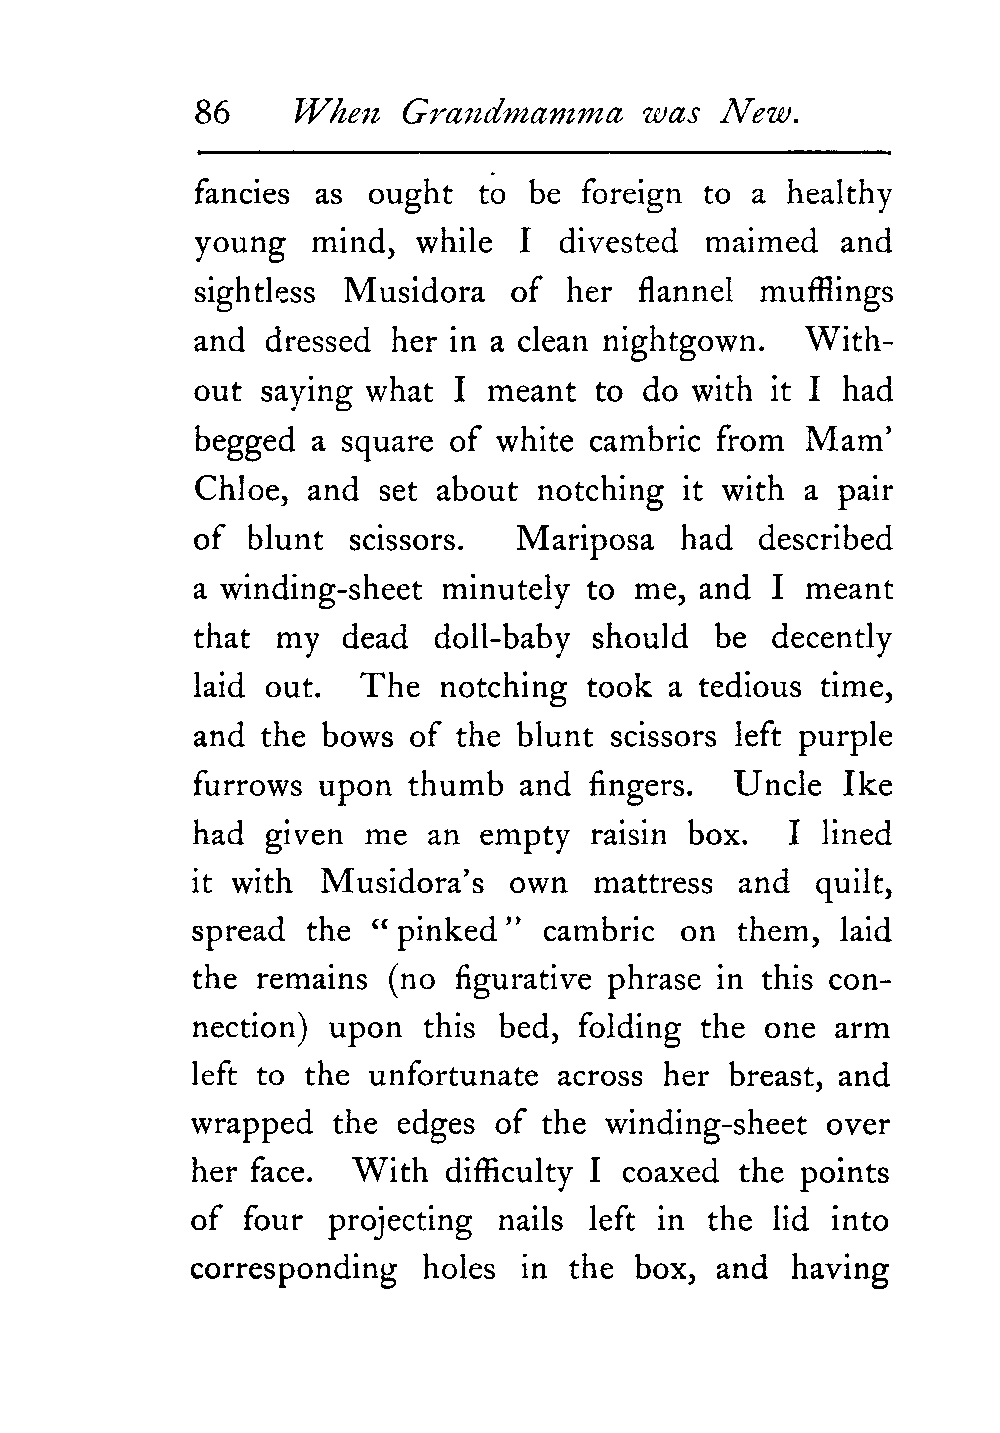 86 When Grandmamma was New.
fancies as ought to be foreign to a healthy
young mind, while I divested maimed and
sightless Musidora of her flannel mufflings
and dressed her in a clean nightgown. With-
out saying what I meant to do with it I had
begged a square of white cambric from Mam'
Chloe, and set about notching it with a pair
of blunt scissors. Mariposa had described
a winding-sheet minutely to me, and I meant
that my dead doll-baby should be decently
laid out. The notching took a tedious time,
and the bows of the blunt scissors left purple
furrows upon thumb and fingers. Uncle Ike
had given me an empty raisin box. I lined
it with Musidora's own mattress and quilt,
spread the "pinked" cambric on them, laid
the remains (no figurative phrase in this con-
nection) upon this bed, folding the one arm
left to the unfortunate across her breast, and
wrapped the edges of the winding-sheet over
her face. With difficulty I coaxed the points
of four projecting nails left in the lid into
corresponding holes in the box, and having